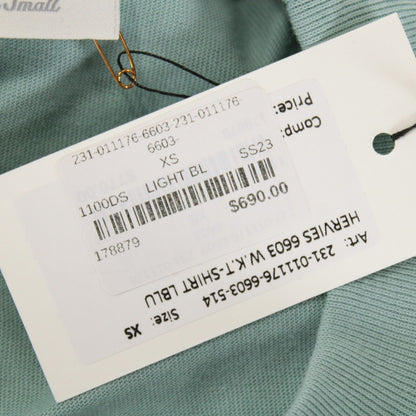 Small
231-011176-6603-231-011176-
6603-
XS
1100DS LIGHT BL SS23
178879
$690.00
Art: 231-011176-6603-514
HERVIES 6603 W.K.T-SHIRT LBLU
Size: XS
Comp:
Price: